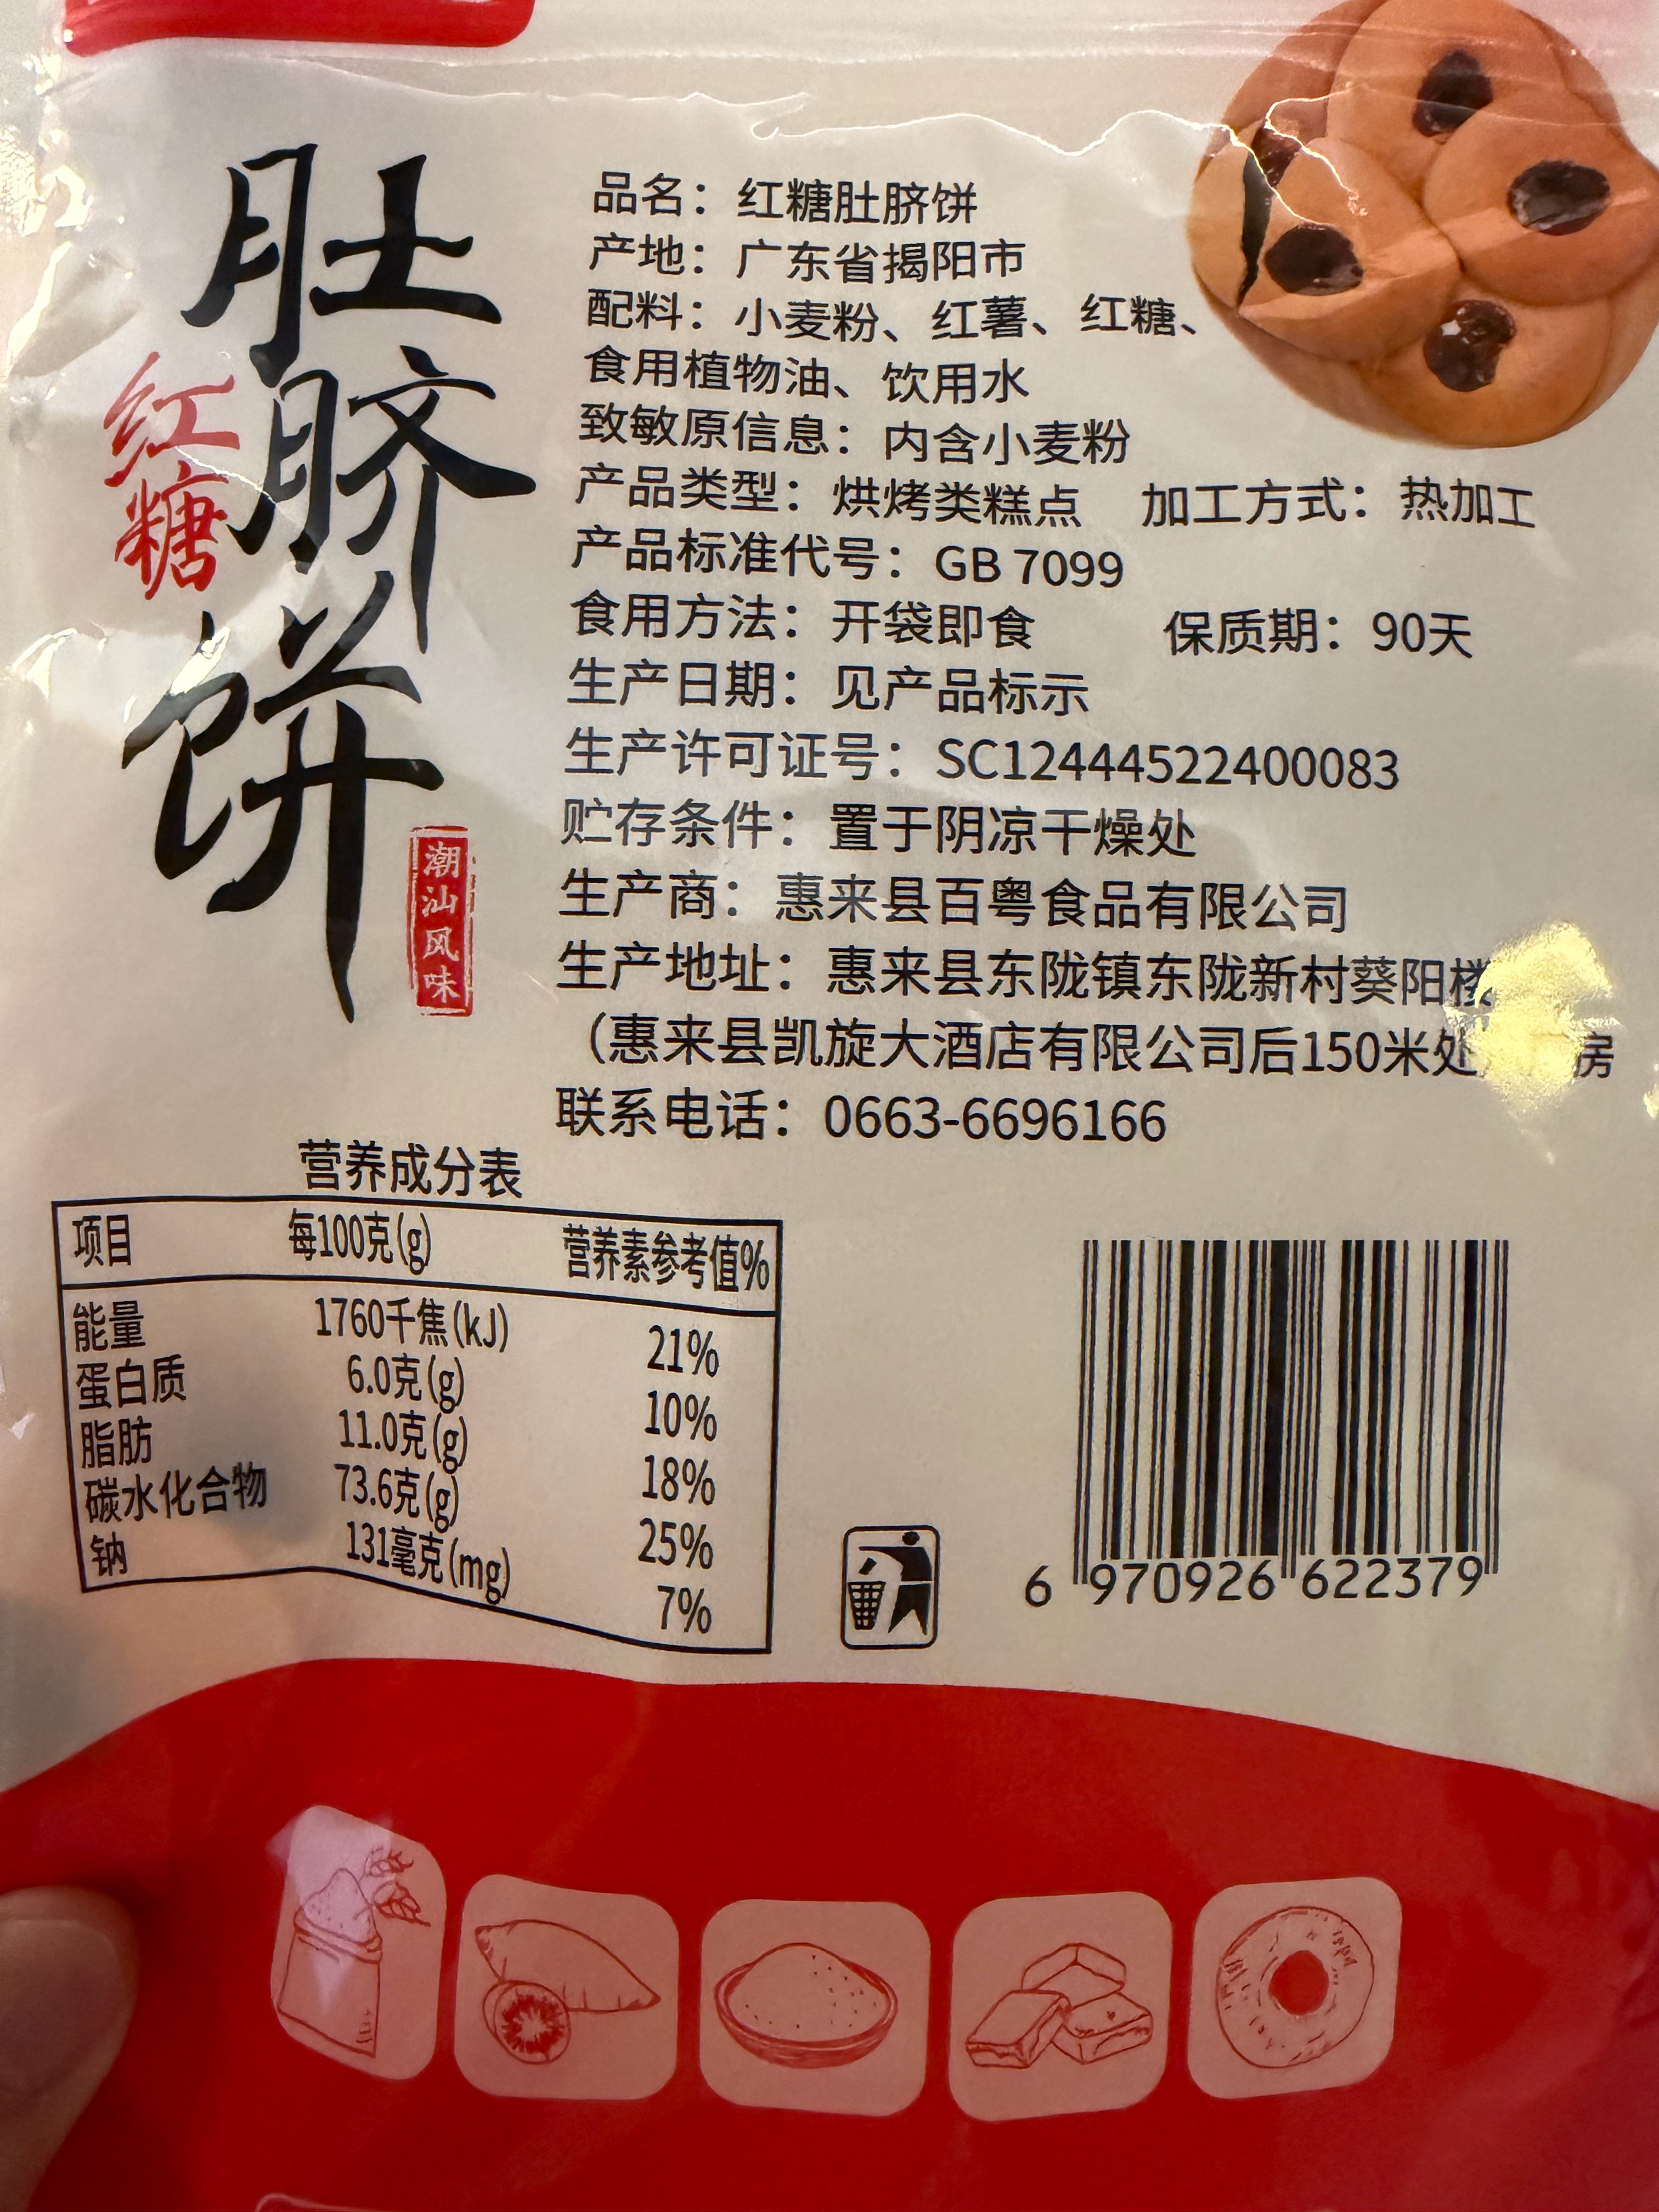 肚脐饼
红糖
潮汕风味
品名：红糖肚脐饼
产地：广东省揭阳市
配料：小麦粉、红薯、红糖、
食用植物油、饮用水
致敏原信息：内含小麦粉
产品类型：烘烤类糕点 加工方式：热加工
产品标准代号：GB 7099
食用方法：开袋即食 保质期：90天
生产日期：见产品标示
生产许可证号：SC12444522400083
贮存条件：置于阴凉干燥处
生产商：惠来县百粤食品有限公司
生产地址：惠来县东陇镇东陇新村葵阳楼
（惠来县凯旋大酒店有限公司后150米处 房
联系电话：0663-6696166
营养成分表
项目 每100克(g) 营养素参考值%
能量 1760千焦(kJ) 21%
蛋白质 6.0克(g) 10%
脂肪 11.0克(g) 18%
碳水化合物 73.6克(g) 25%
钠 131毫克(mg) 7%
6 970926 622379